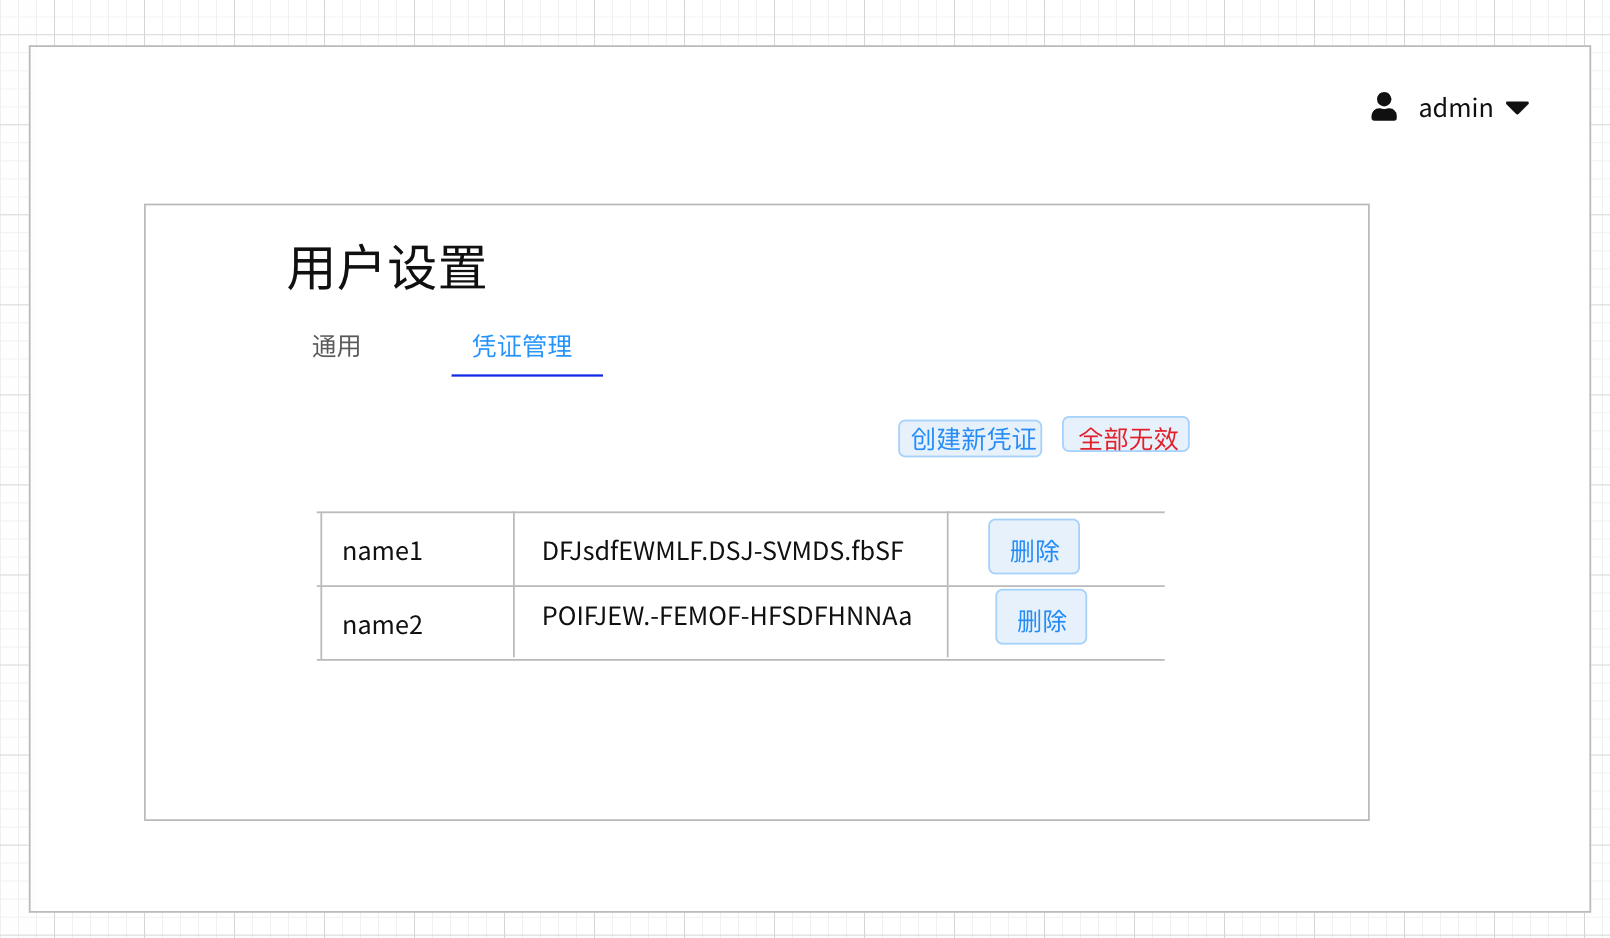 admin
用户设置
通用 凭证管理
创建新凭证 全部无效
name1 DFJsdfEWMLF.DSJ-SVMDS.fbSF 删除
name2 POIFJEW.-FEMOF-HFSDFHNNAa 删除